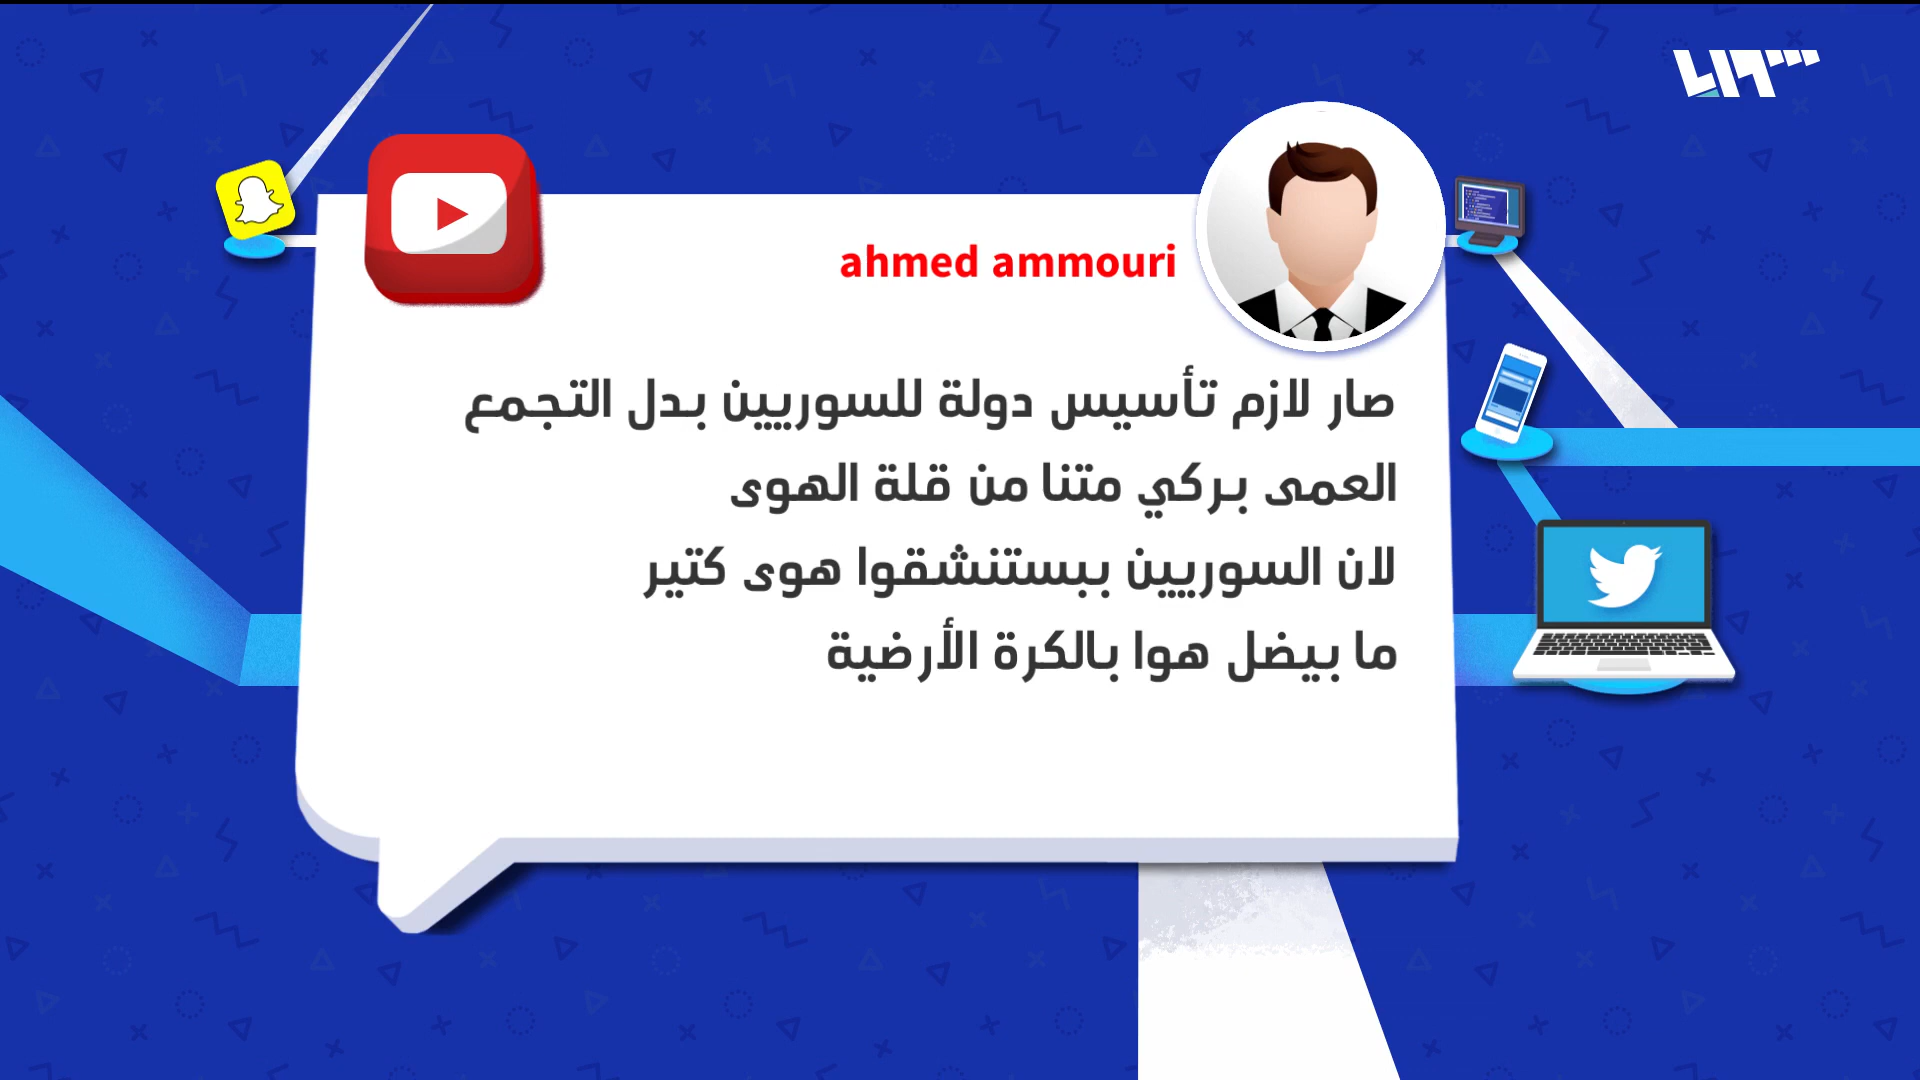 ahmed ammouri
صار لازم تأسيس دولة للسوريين بدل التجمع
العمى بركي متنا من قلة الهوى
لان السوريين ببستنشقوا هوى كتير
ما بيضل هوا بالكرة الأرضية